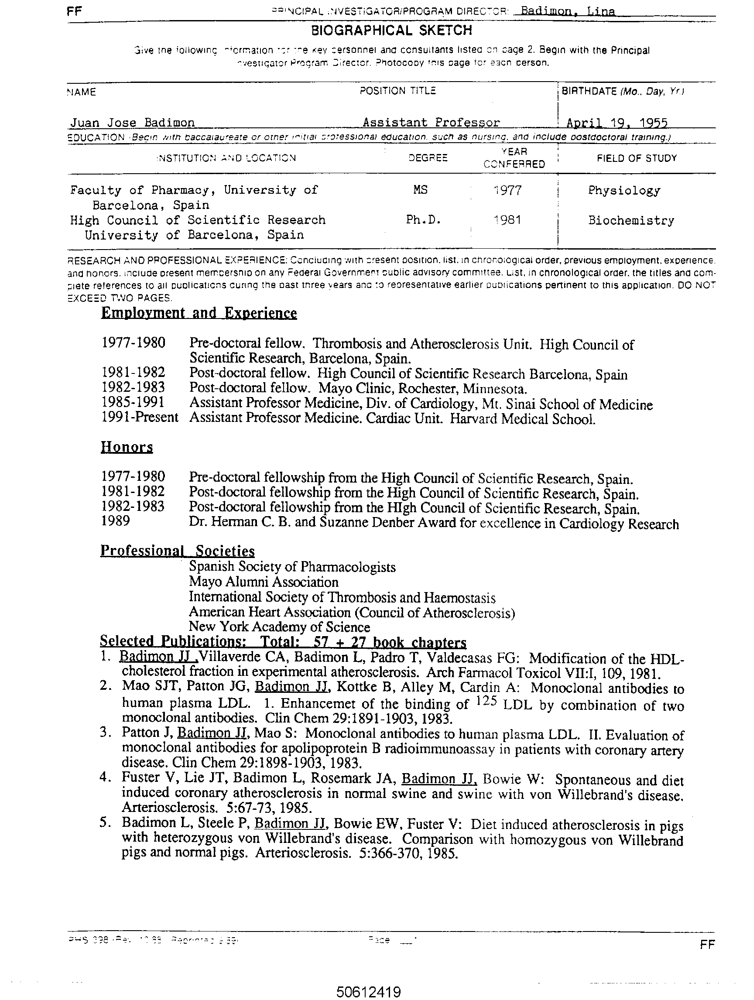 FF
PRINCIPAL INVESTIGATOR/PROGRAM DIRECTOR: Badimon, Lina
BIOGRAPHICAL SKETCH
Give the following information for the key personnel and consultants listed on page 2. Begin with the Principal
Investigator/Program Director. Photocopy this page for each person.
NAME POSITION TITLE BIRTHDATE (Mo., Day, Yr.)
Juan Jose Badimon Assistant Professor April 19, 1955
EDUCATION (Begin with baccalaureate or other initial professional education, such as nursing, and include postdoctoral training.)
INSTITUTION AND LOCATION DEGREE YEAR CONFERRED FIELD OF STUDY
Faculty of Pharmacy, University of MS 1977 Physiology
Barcelona, Spain
High Council of Scientific Research Ph.D. 1981 Biochemistry
University of Barcelona, Spain
RESEARCH AND PROFESSIONAL EXPERIENCE: Concluding with present position, list, in chronological order, previous employment, experience,
and honors. Include present membership on any Federal Government public advisory committee. List, in chronological order, the titles and com-
plete references to all publications during the past three years and to representative earlier publications pertinent to this application. DO NOT
EXCEED TWO PAGES.
Employment and Experience
1977-1980 Pre-doctoral fellow. Thrombosis and Atherosclerosis Unit. High Council of
Scientific Research, Barcelona, Spain.
1981-1982 Post-doctoral fellow. High Council of Scientific Research Barcelona, Spain
1982-1983 Post-doctoral fellow. Mayo Clinic, Rochester, Minnesota.
1985-1991 Assistant Professor Medicine, Div. of Cardiology, Mt. Sinai School of Medicine
1991-Present Assistant Professor Medicine. Cardiac Unit. Harvard Medical School.
Honors
1977-1980 Pre-doctoral fellowship from the High Council of Scientific Research, Spain.
1981-1982 Post-doctoral fellowship from the High Council of Scientific Research, Spain.
1982-1983 Post-doctoral fellowship from the HIgh Council of Scientific Research, Spain.
1989 Dr. Herman C. B. and Suzanne Denber Award for excellence in Cardiology Research
Professional Societies
Spanish Society of Pharmacologists
Mayo Alumni Association
International Society of Thrombosis and Haemostasis
American Heart Association (Council of Atherosclerosis)
New York Academy of Science
Selected Publications: Total: 57 + 27 book chapters
1. Badimon JJ ,Villaverde CA, Badimon L, Padro T, Valdecasas FG: Modification of the HDL-
cholesterol fraction in experimental atherosclerosis. Arch Farmacol Toxicol VII:I, 109, 1981.
2. Mao SJT, Patton JG, Badimon JJ, Kottke B, Alley M, Cardin A: Monoclonal antibodies to
human plasma LDL. 1. Enhancemet of the binding of 125 LDL by combination of two
monoclonal antibodies. Clin Chem 29:1891-1903, 1983.
3. Patton J, Badimon JJ, Mao S: Monoclonal antibodies to human plasma LDL. II. Evaluation of
monoclonal antibodies for apolipoprotein B radioimmunoassay in patients with coronary artery
disease. Clin Chem 29:1898-1903, 1983.
4. Fuster V, Lie JT, Badimon L, Rosemark JA, Badimon JJ, Bowie W: Spontaneous and diet
induced coronary atherosclerosis in normal swine and swine with von Willebrand's disease.
Arteriosclerosis. 5:67-73, 1985.
5. Badimon L, Steele P, Badimon JJ, Bowie EW, Fuster V: Diet induced atherosclerosis in pigs
with heterozygous von Willebrand's disease. Comparison with homozygous von Willebrand
pigs and normal pigs. Arteriosclerosis. 5:366-370, 1985.
PHS 398 Page FF
50612419